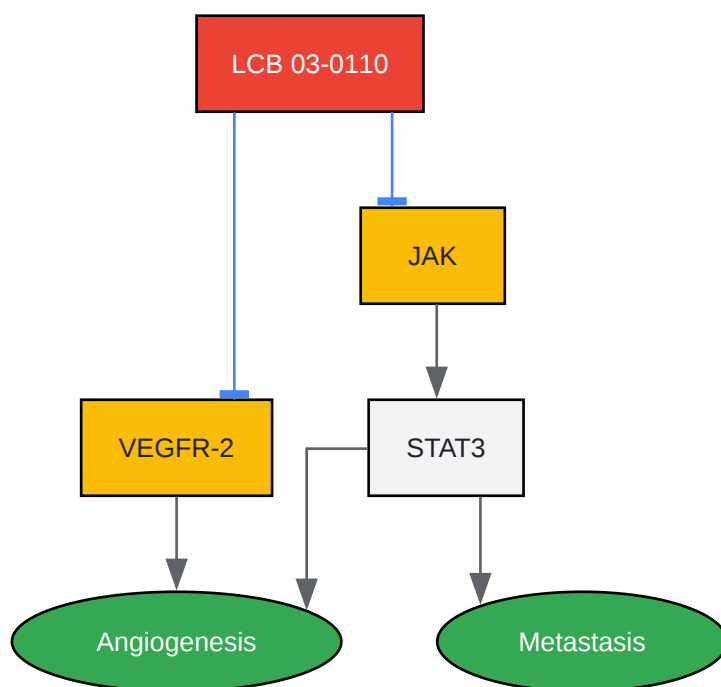 LCB 03-0110
JAK
VEGFR-2
STAT3
Angiogenesis
Metastasis